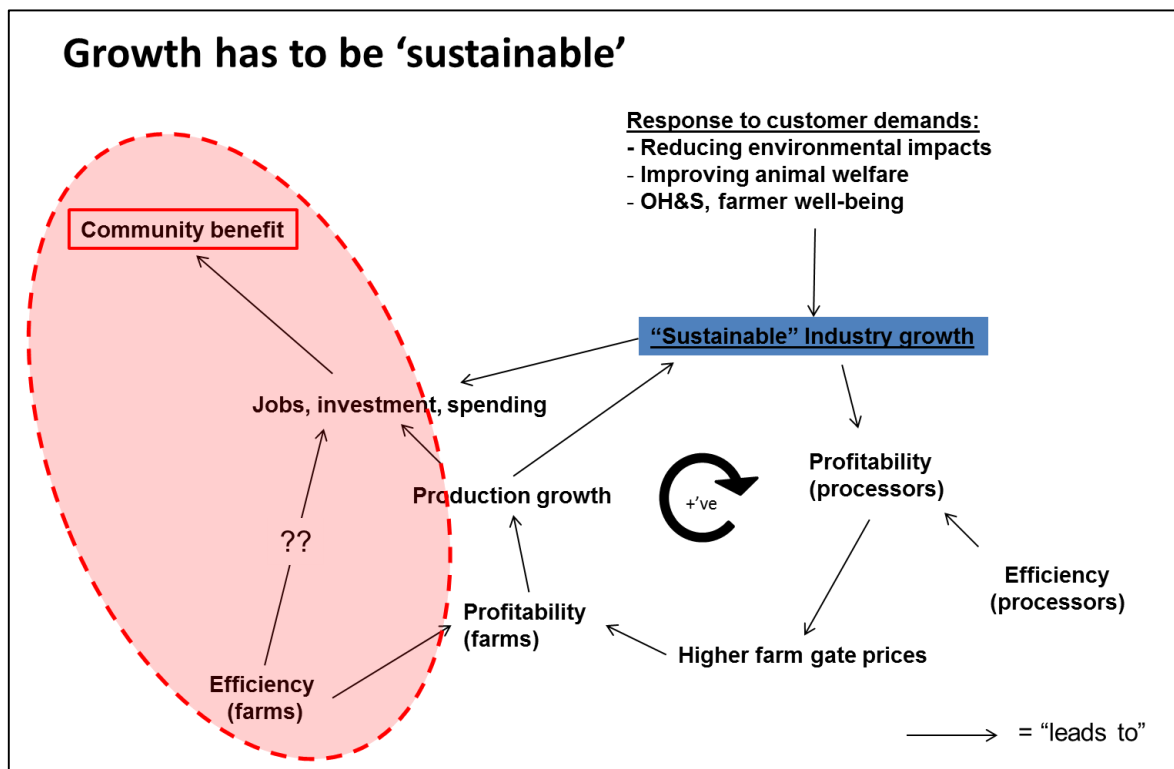 Growth has to be ‘sustainable’
Response to customer demands:
- Reducing environmental impacts
- Improving animal welfare
- OH&S, farmer well-being
Community benefit
“Sustainable” Industry growth
Jobs, investment, spending
Profitability
(processors)
Production growth
+’ve
??
Efficiency
(processors)
Profitability
(farms)
Higher farm gate prices
Efficiency
(farms)
= “leads to”